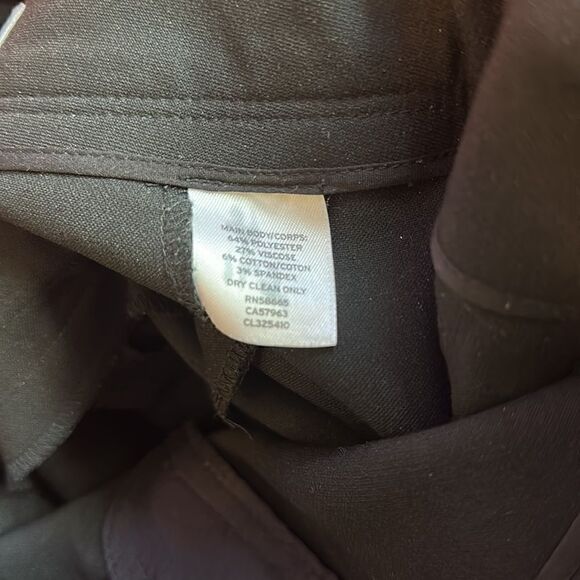 MAIN BODY/CORPS:
64% POLYESTER
27% VISCOSE
6% COTTON/COTON
3% SPANDEX
DRY CLEAN ONLY
RN58665
CA57963
CL325410